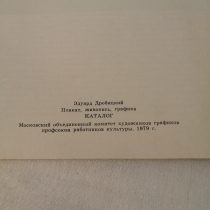 Эдуард Дробицкий
Плакат, живопись, графика
КАТАЛОГ
Московский объединенный комитет художников графиков
профсоюза работников культуры. 1979 г.